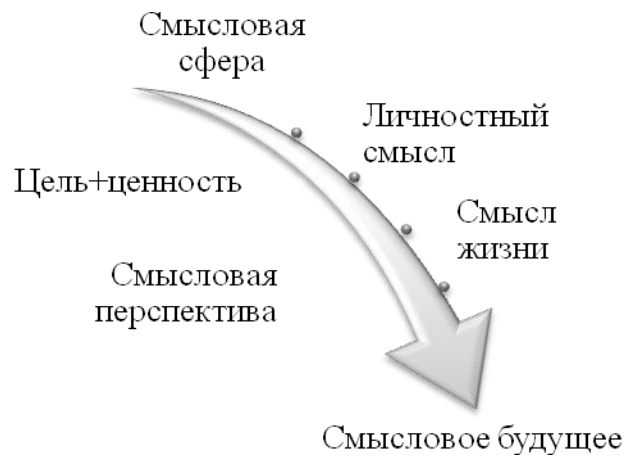 Смысловая
сфера
Личностный
смысл
Цель+ценность
Смысл
жизни
Смысловая
перспектива
Смысловое будущее